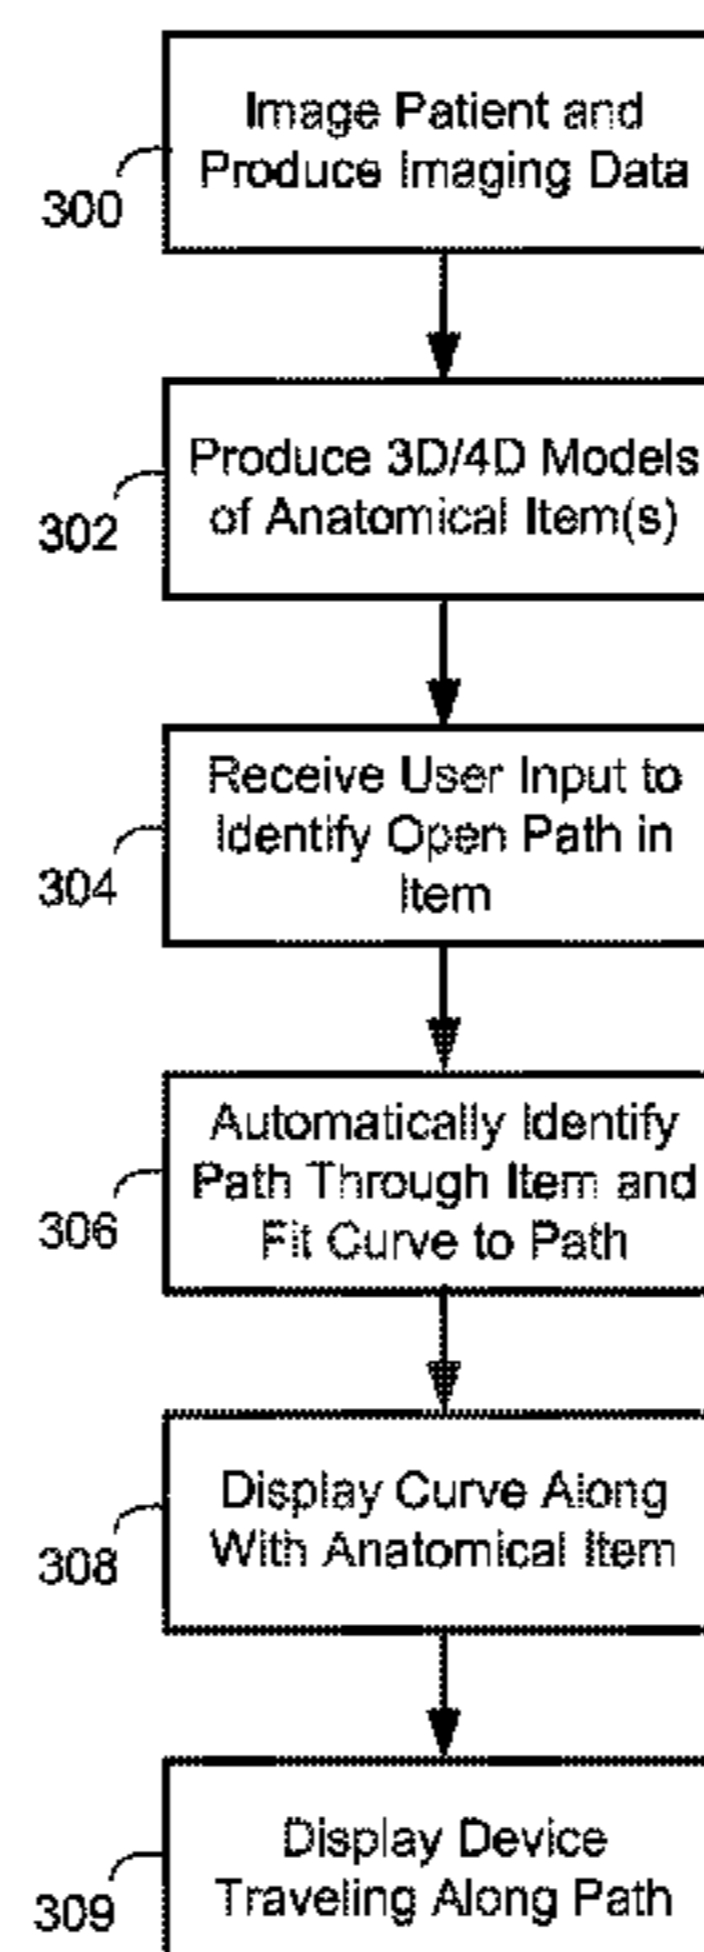 Image Patient and
Produce Imaging Data
300
Produce 3D/4D Models
of Anatomical Item(s)
302
Receive User Input to
Identify Open Path in
Item
304
Automatically Identify
Path Through Item and
Fit Curve to Path
306
Display Curve Along
With Anatomical Item
308
Display Device
Traveling Along Path
309